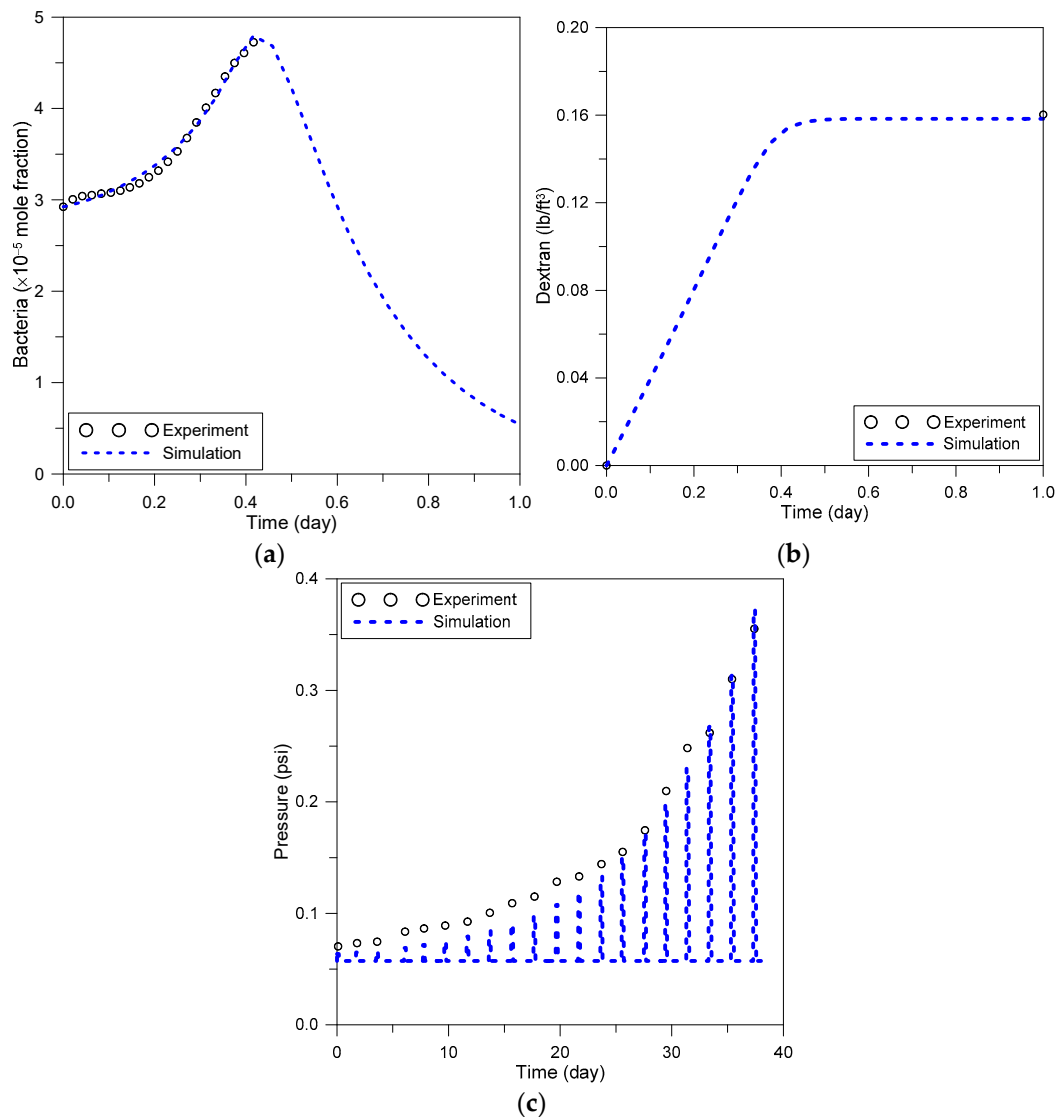 5
4
3
2
1
0
Bacteria (×10⁻⁵ mole fraction)
Experiment
Simulation
0.0 0.2 0.4 0.6 0.8 1.0
Time (day)
(a)
0.20
0.16
0.12
0.08
0.04
0.00
Dextran (lb/ft³)
Experiment
Simulation
0.0 0.2 0.4 0.6 0.8 1.0
Time (day)
(b)
0.4
0.3
0.2
0.1
0.0
Pressure (psi)
Experiment
Simulation
0 10 20 30 40
Time (day)
(c)